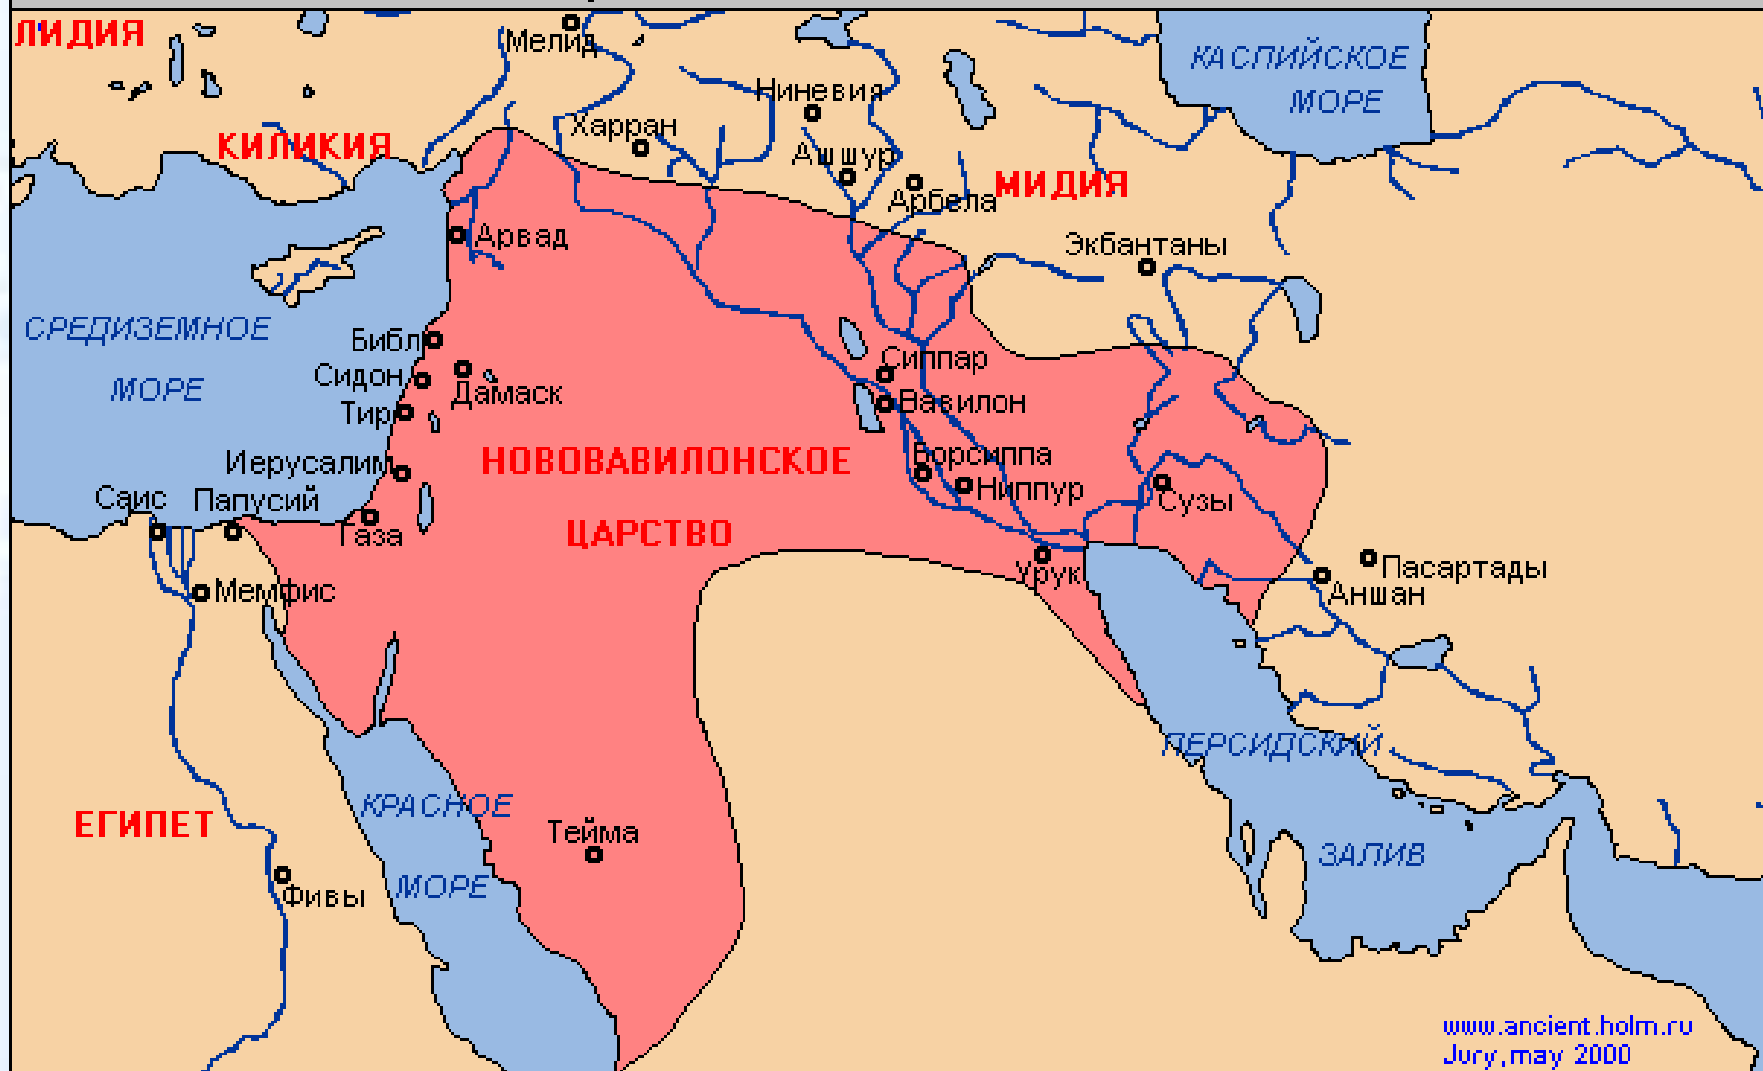 ЛИДИЯ
Мелид
КАСПИЙСКОЕ
МОРЕ
Ниневия
Харран
КИЛИКИЯ
Ашшур
МИДИЯ
Арбела
Арвад
Экбантаны
СРЕДИЗЕМНОЕ
МОРЕ
Библ
Сиппар
Сидон
Дамаск
Вавилон
Тир
НОВОВАВИЛОНСКОЕ
ЦАРСТВО
Иерусалим
Борсиппа
Ниппур
Сузы
Саис
Папусий
Газа
Урук
Пасартады
Мемфис
Аншан
ПЕРСИДСКИЙ
ЗАЛИВ
КРАСНОЕ
МОРЕ
ЕГИПЕТ
Тейма
Фивы
www.ancient.holm.ru
Jury,may 2000